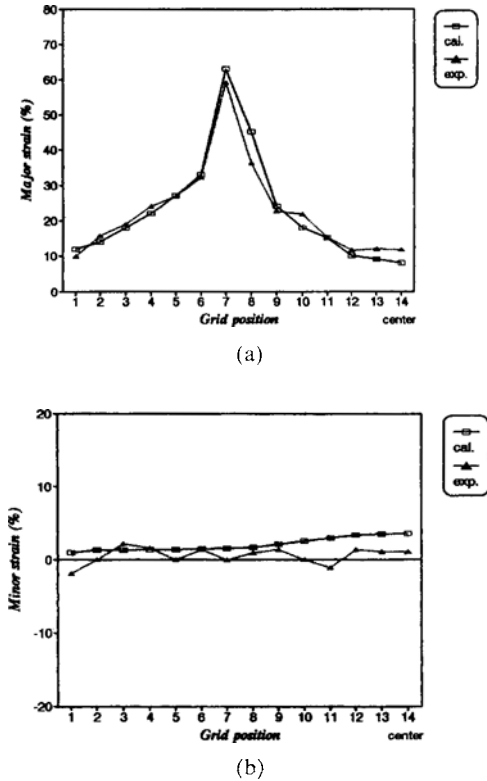 80
70
60
50
40
30
20
10
0
Major strain (%)
1 2 3 4 5 6 7 8 9 10 11 12 13 14
Grid position
center
cal.
exp.
(a)
20
10
0
-10
-20
Minor strain (%)
1 2 3 4 5 6 7 8 9 10 11 12 13 14
Grid position
center
cal.
exp.
(b)